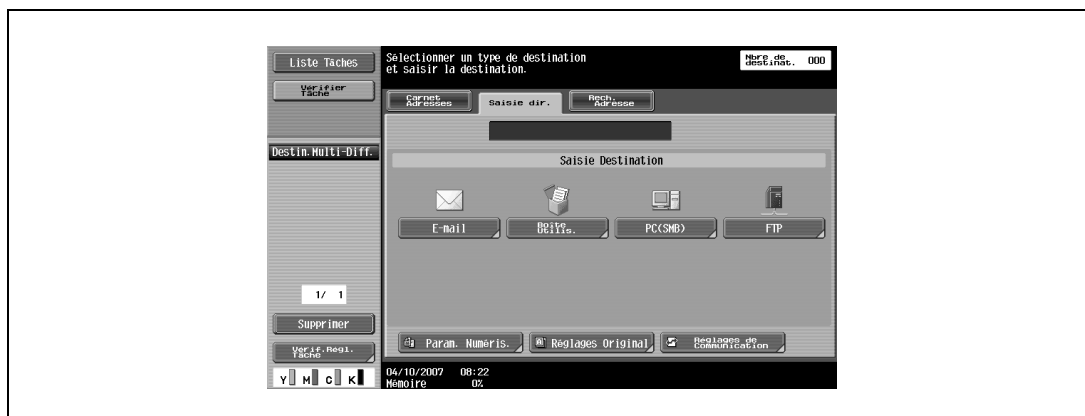 Liste Tâches
Vérifier
Tâche
Destin.Multi-Diff.
1/ 1
Supprimer
Vérif.Régl.
Tâche
Y M C K
Sélectionner un type de destination
et saisir la destination.
Nbre de
destinat. 000
Carnet
Adresses
Saisie dir.
Rech.
Adresse
Saisie Destination
E-mail
Boîte
Utilis.
PC(SMB)
FTP
Param. Numéris.
Réglages Original
Réglages de
Communication
04/10/2007 08:22
Mémoire 0%